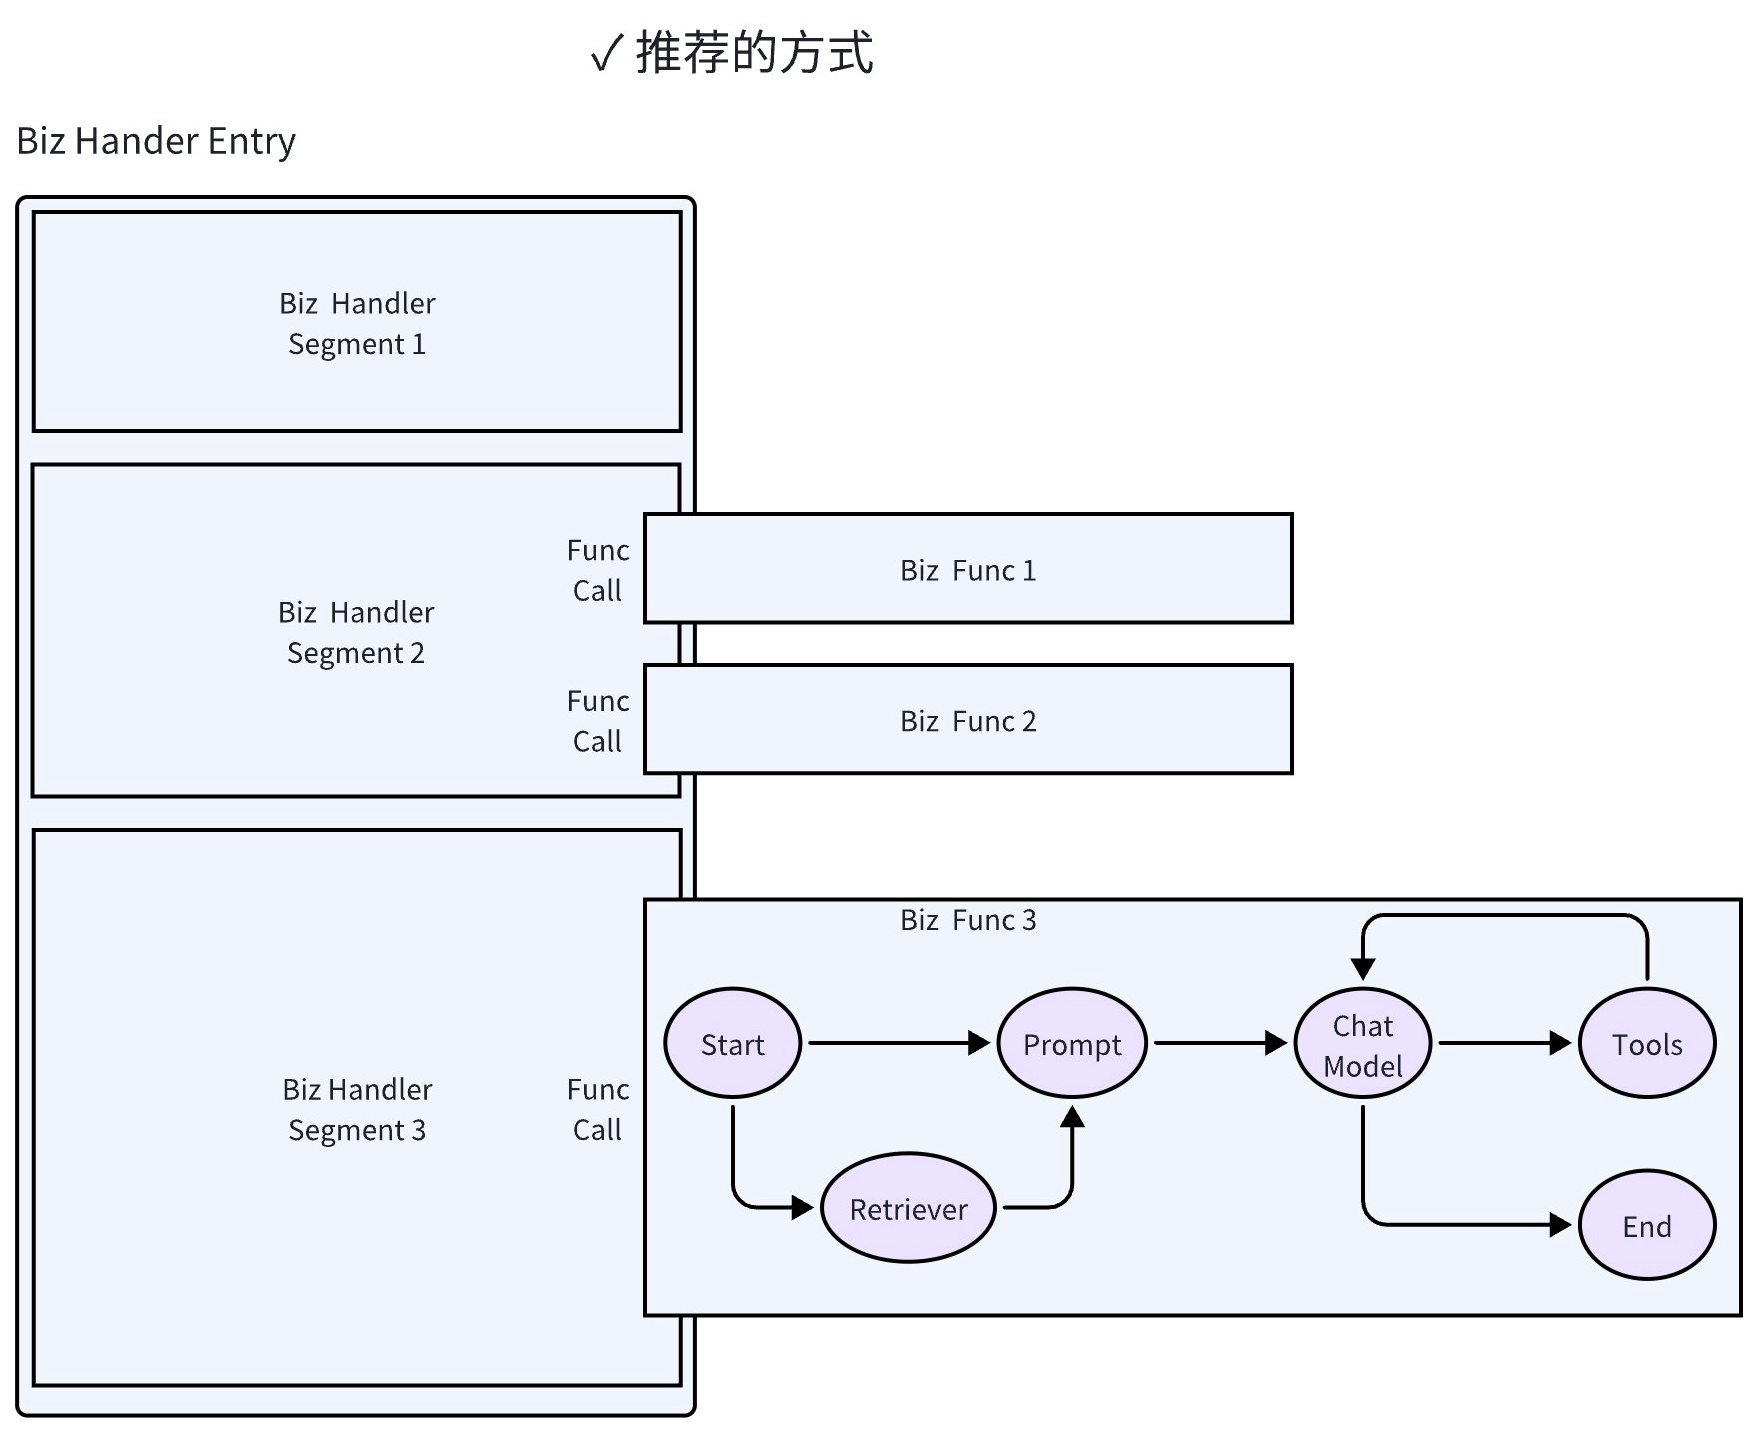 ✓ 推荐的方式
Biz Hander Entry
Biz Handler
Segment 1
Biz Handler
Segment 2
Func
Call
Biz Func 1
Func
Call
Biz Func 2
Biz Handler
Segment 3
Func
Call
Biz Func 3
Start
Prompt
Chat
Model
Tools
Retriever
End